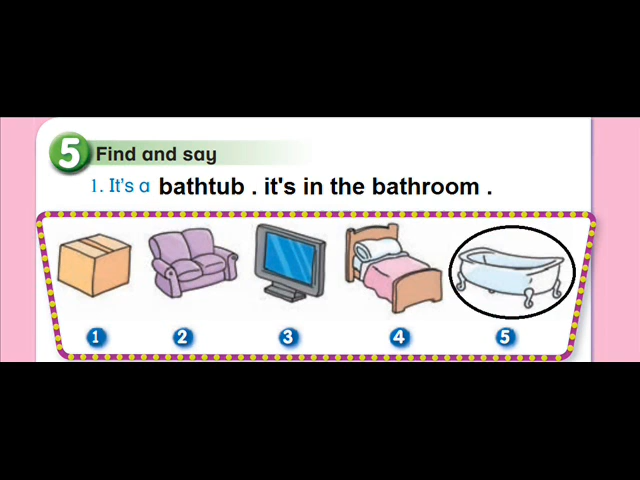 5 Find and say
1. It's a bathtub . it's in the bathroom .
1 2 3 4 5